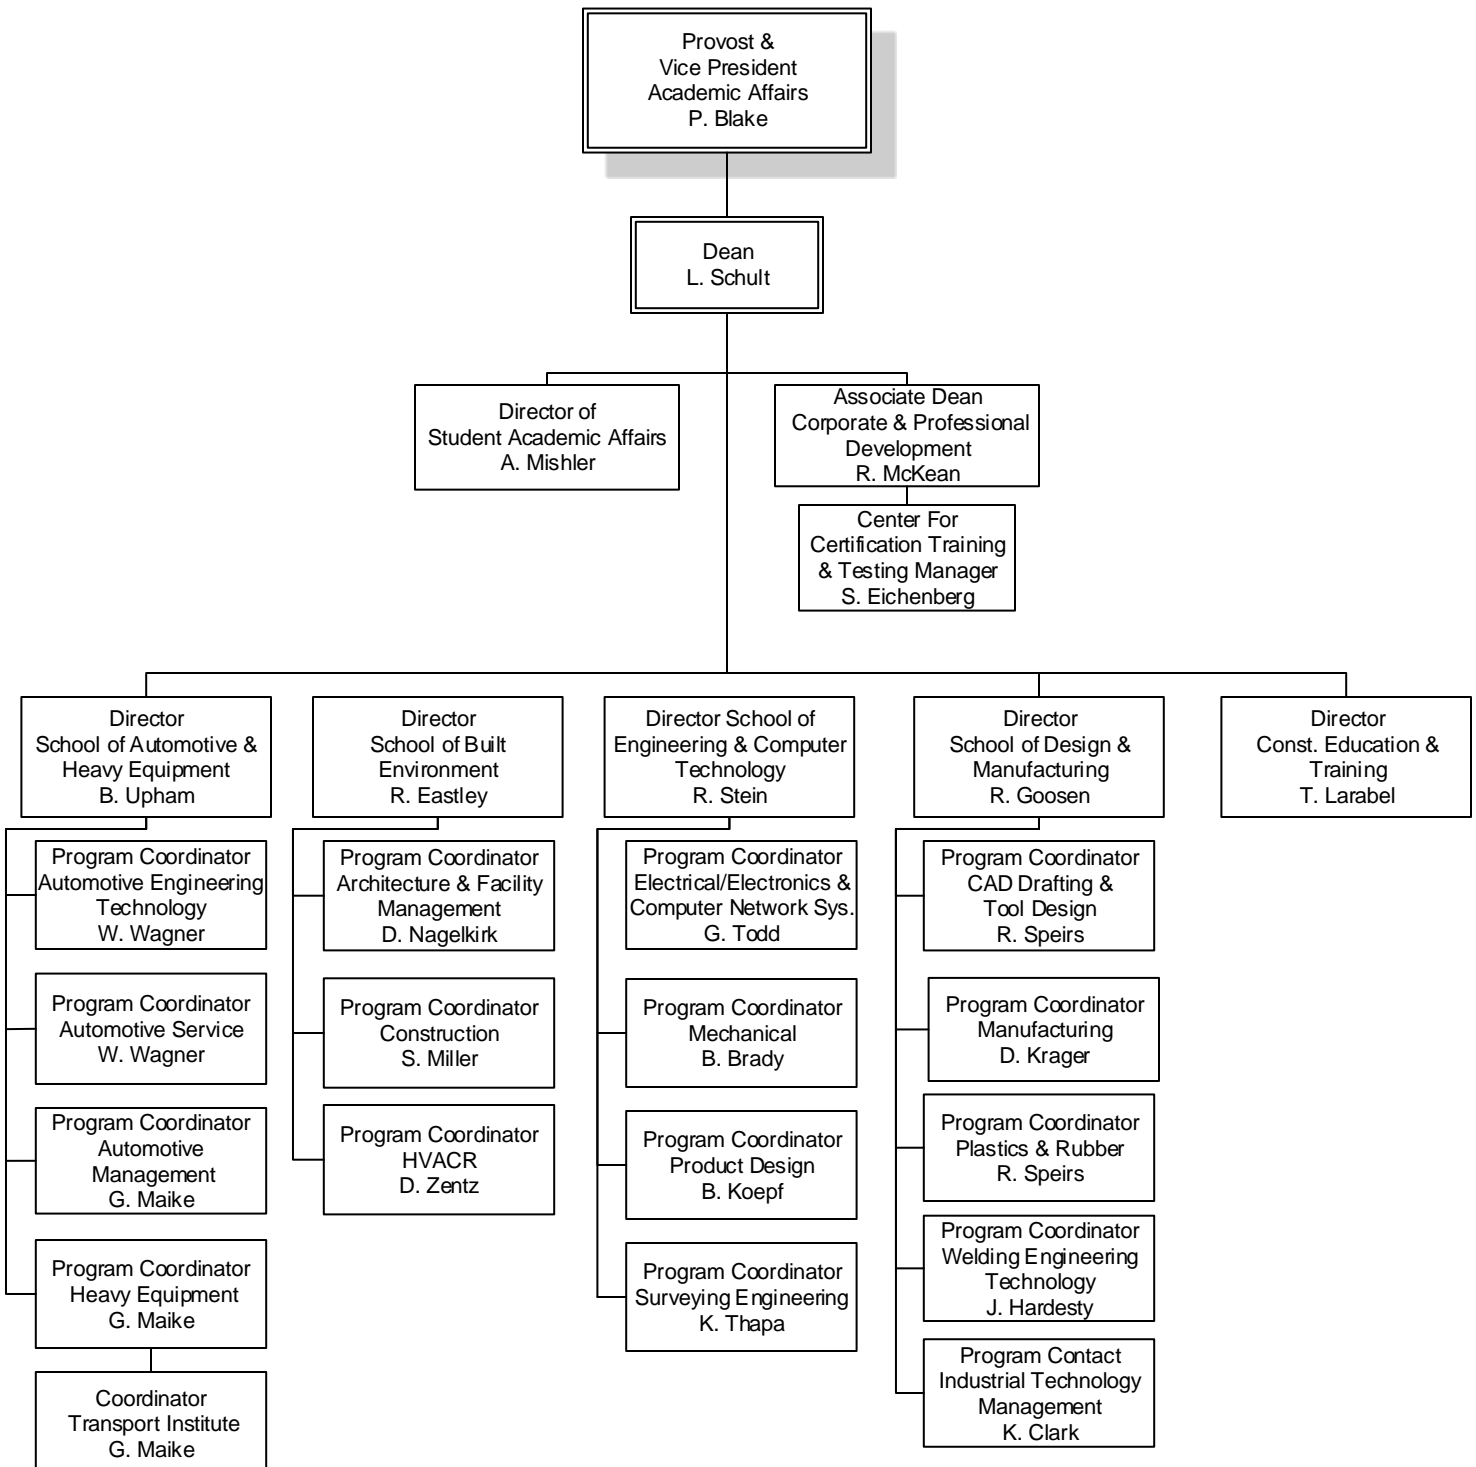 Provost &
Vice President
Academic Affairs
P. Blake
Dean
L. Schult
Director of
Student Academic Affairs
A. Mishler
Associate Dean
Corporate & Professional
Development
R. McKean
Center For
Certification Training
& Testing Manager
S. Eichenberg
Director
School of Automotive &
Heavy Equipment
B. Upham
Director
School of Built
Environment
R. Eastley
Director School of
Engineering & Computer
Technology
R. Stein
Director
School of Design &
Manufacturing
R. Goosen
Director
Const. Education &
Training
T. Larabel
Program Coordinator
Automotive Engineering
Technology
W. Wagner
Program Coordinator
Automotive Service
W. Wagner
Program Coordinator
Automotive
Management
G. Maike
Program Coordinator
Heavy Equipment
G. Maike
Coordinator
Transport Institute
G. Maike
Program Coordinator
Architecture & Facility
Management
D. Nagelkirk
Program Coordinator
Construction
S. Miller
Program Coordinator
HVACR
D. Zentz
Program Coordinator
Electrical/Electronics &
Computer Network Sys.
G. Todd
Program Coordinator
Mechanical
B. Brady
Program Coordinator
Product Design
B. Koepf
Program Coordinator
Surveying Engineering
K. Thapa
Program Coordinator
CAD Drafting &
Tool Design
R. Speirs
Program Coordinator
Manufacturing
D. Krager
Program Coordinator
Plastics & Rubber
R. Speirs
Program Coordinator
Welding Engineering
Technology
J. Hardesty
Program Contact
Industrial Technology
Management
K. Clark